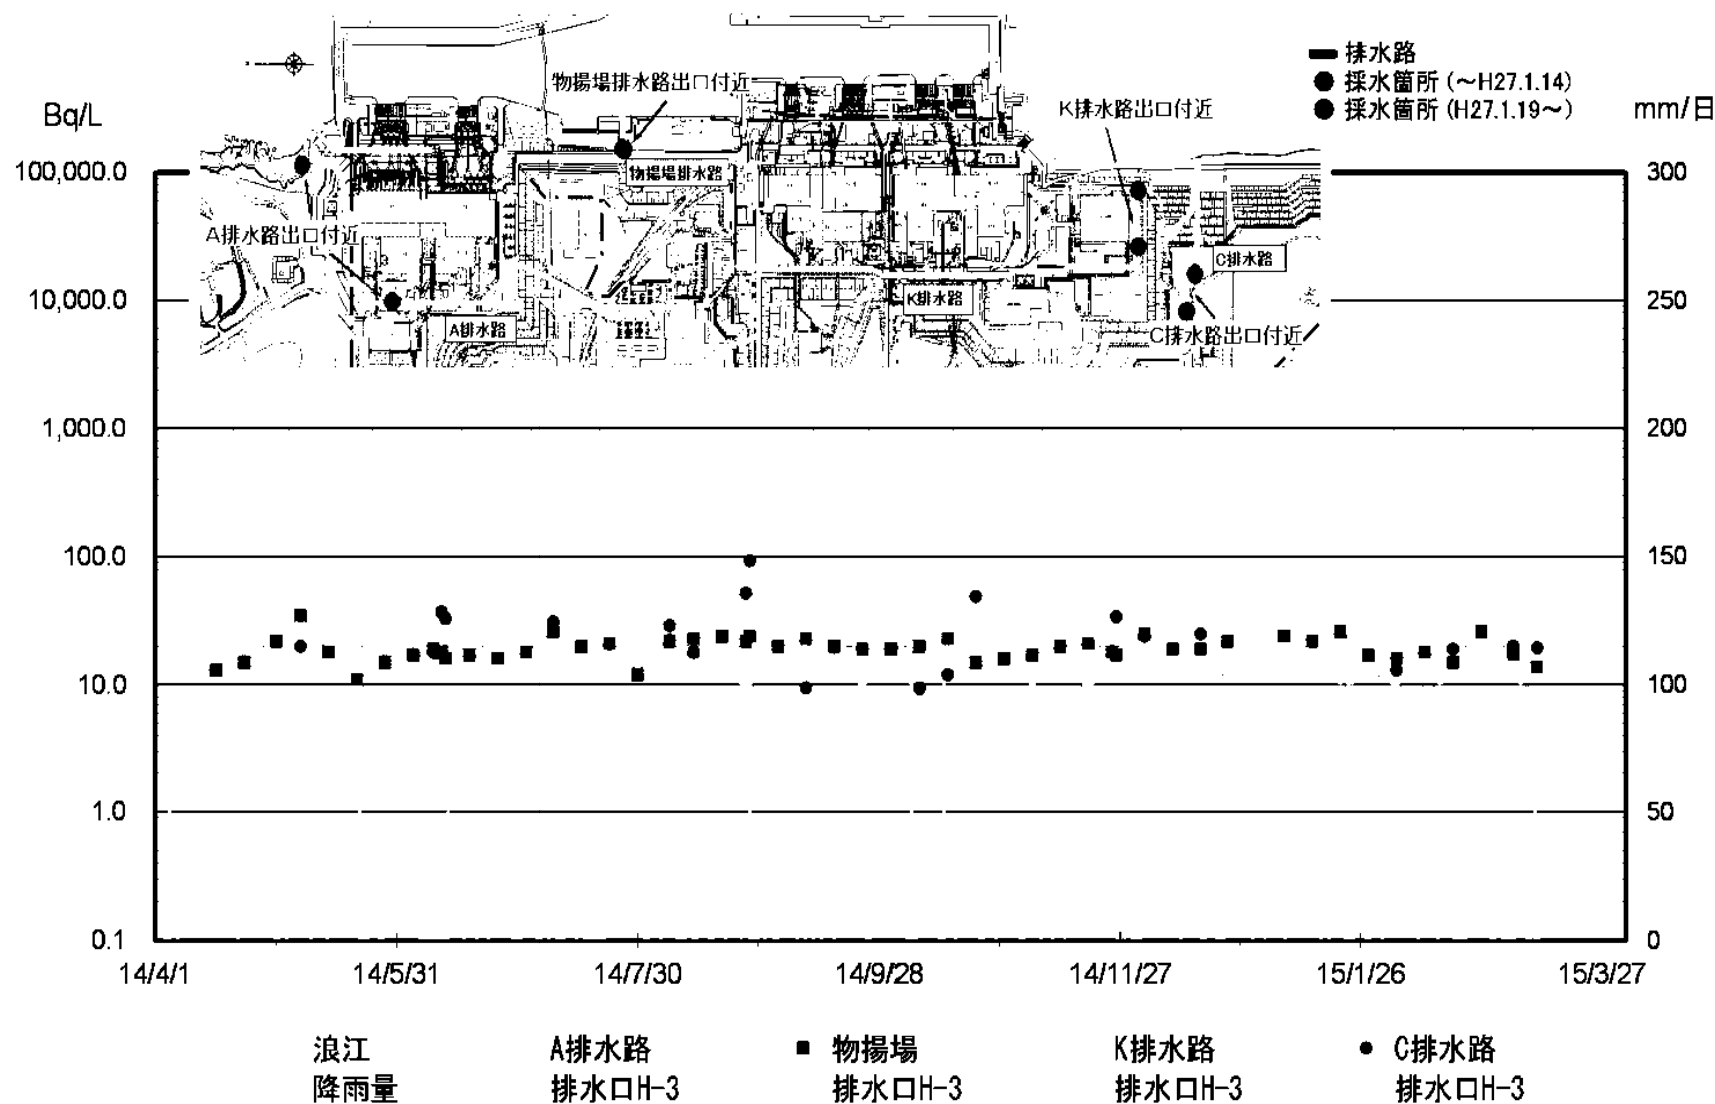 排水路
採水箇所 (～H27.1.14)
採水箇所 (H27.1.19～)
Bq/L
mm/日
物揚場排水路出口付近
K排水路出口付近
物揚場排水路
A排水路出口付近
C排水路
K排水路
A排水路
C排水路出口付近
100,000.0
10,000.0
1,000.0
100.0
10.0
1.0
0.1
300
250
200
150
100
50
0
14/4/1 14/5/31 14/7/30 14/9/28 14/11/27 15/1/26 15/3/27
浪江 A排水路 物揚場 K排水路 C排水路
降雨量 排水口H-3 排水口H-3 排水口H-3 排水口H-3